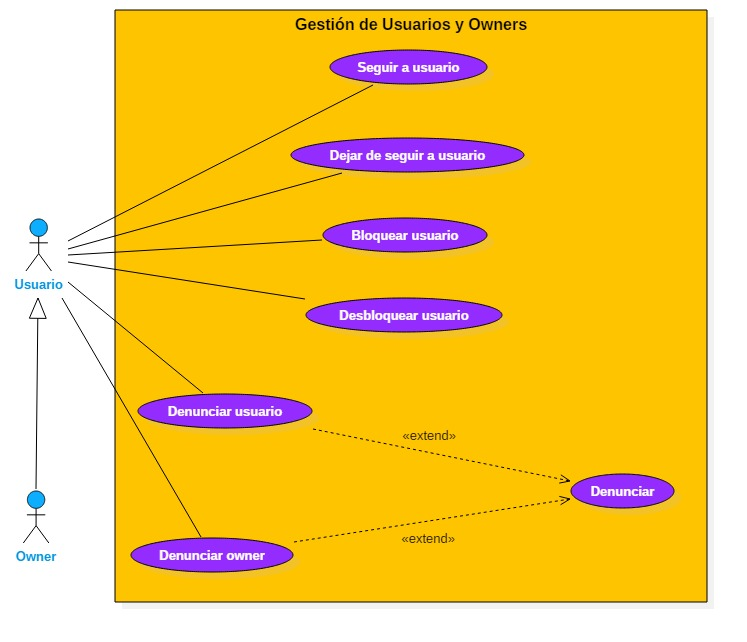 Gestión de Usuarios y Owners
Seguir a usuario
Dejar de seguir a usuario
Bloquear usuario
Usuario
Desbloquear usuario
Denunciar usuario
«extend»
Denunciar
Owner
Denunciar owner
«extend»